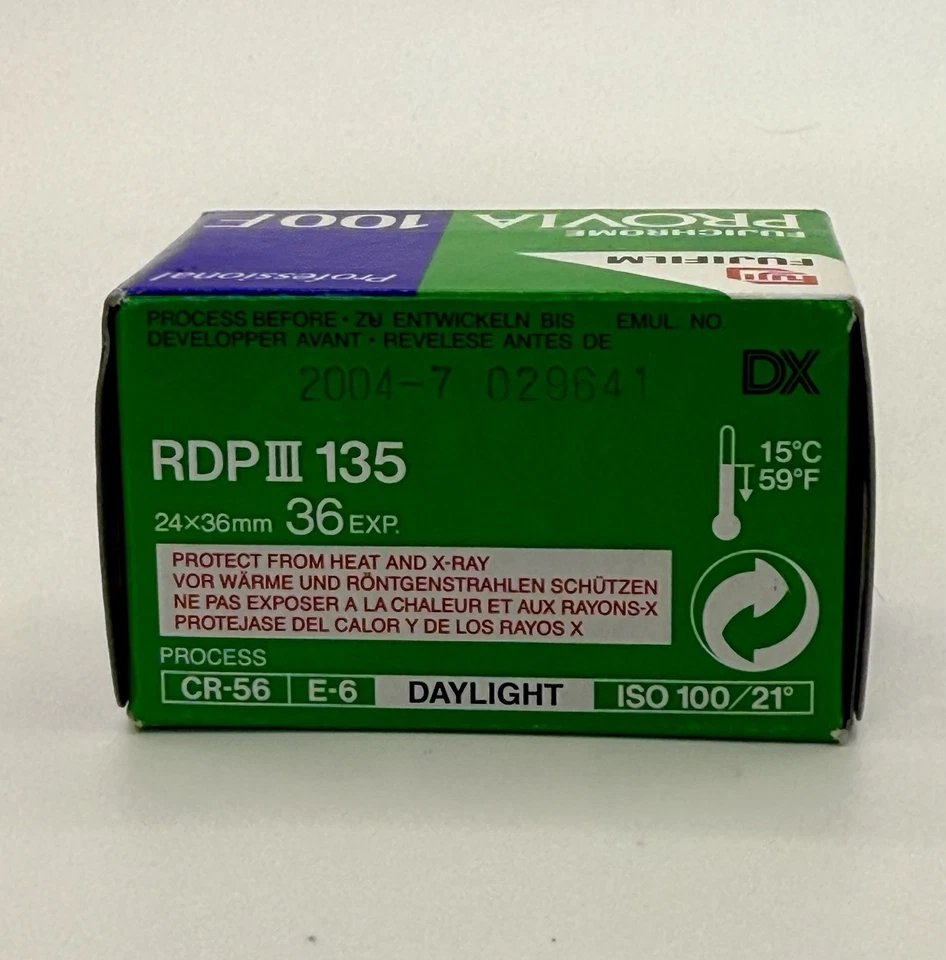 100F
PROVIA
FUJICHROME
Professional
FUJIFILM
FUJI
PROCESS BEFORE · ZU ENTWICKELN BIS EMUL. NO.
DEVELOPPER AVANT · REVELESE ANTES DE
2004-7 029641
DX
RDPⅢ 135
15°C
59°F
24×36mm 36 EXP.
PROTECT FROM HEAT AND X-RAY
VOR WÄRME UND RÖNTGENSTRAHLEN SCHÜTZEN
NE PAS EXPOSER A LA CHALEUR ET AUX RAYONS-X
PROTEJASE DEL CALOR Y DE LOS RAYOS X
PROCESS
CR-56 E-6 DAYLIGHT ISO 100/21°